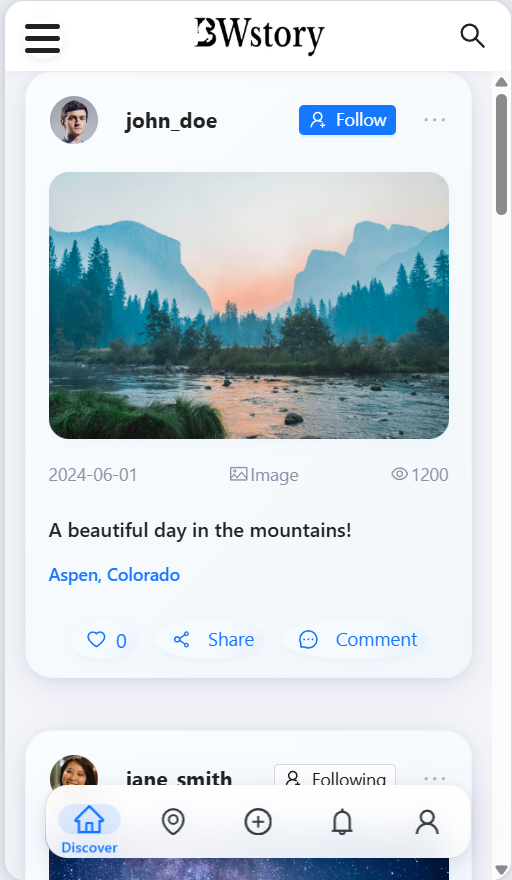 BWstory
john_doe
Follow
2024-06-01
Image
1200
A beautiful day in the mountains!
Aspen, Colorado
0
Share
Comment
jane_smith
Following
Discover